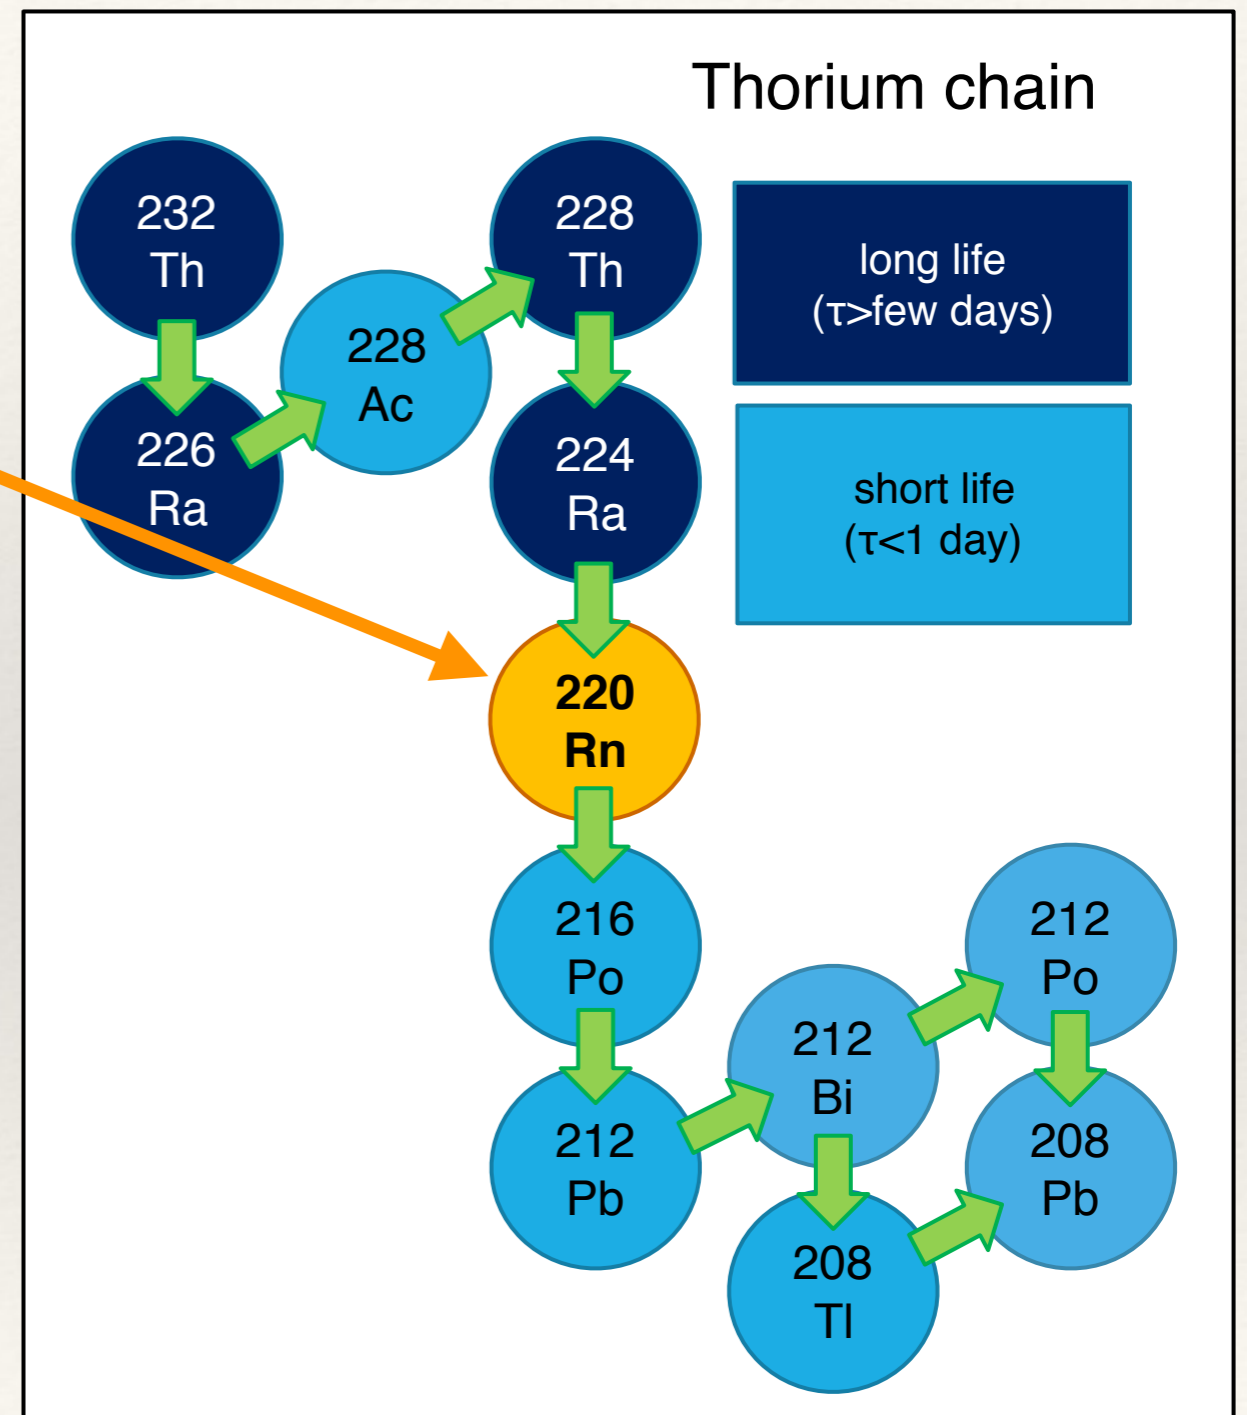 Thorium chain
232
Th
226
Ra
228
Ac
228
Th
224
Ra
long life
(τ>few days)
short life
(τ<1 day)
220
Rn
216
Po
212
Pb
212
Bi
212
Po
208
Pb
208
Tl